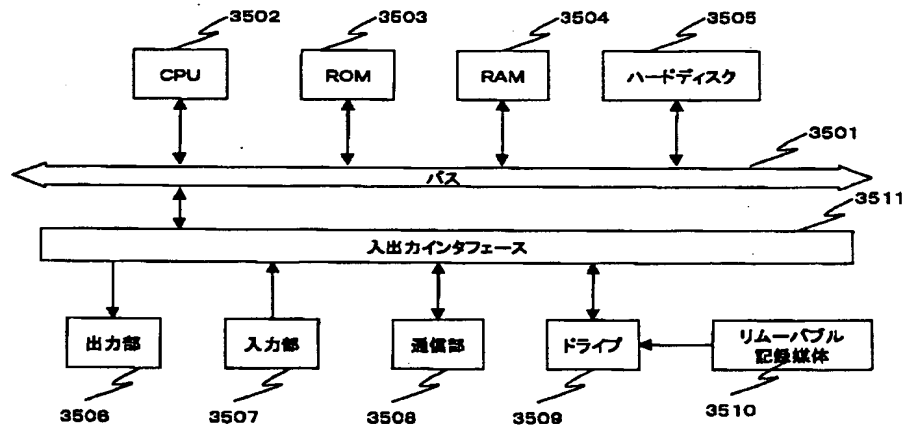 3502
3503
3504
3505
CPU
ROM
RAM
ハードディスク
3501
バス
3511
入出力インタフェース
出力部
入力部
通信部
ドライブ
リムーバブル
記録媒体
3506
3507
3508
3509
3510